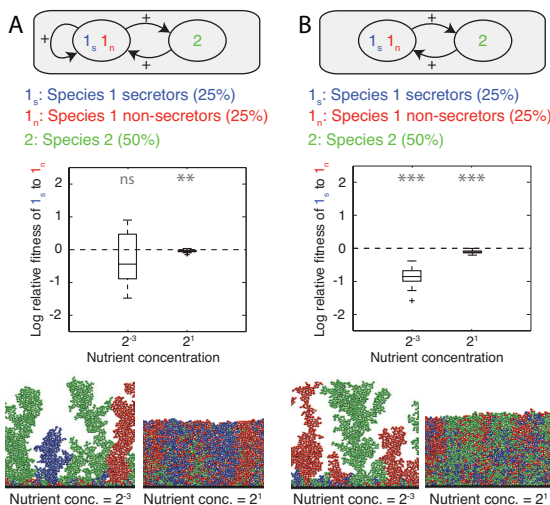 A
+
1s 1n
+
+
2
1s: Species 1 secretors (25%)
1n: Species 1 non-secretors (25%)
2: Species 2 (50%)
Log relative fitness of 1s to 1n
2
1
0
-1
-2
ns
**
2-3
21
Nutrient concentration
Nutrient conc. = 2-3
Nutrient conc. = 21
B
1s 1n
+
+
2
1s: Species 1 secretors (25%)
1n: Species 1 non-secretors (25%)
2: Species 2 (50%)
Log relative fitness of 1s to 1n
2
1
0
-1
-2
***
***
2-3
21
Nutrient concentration
Nutrient conc. = 2-3
Nutrient conc. = 21